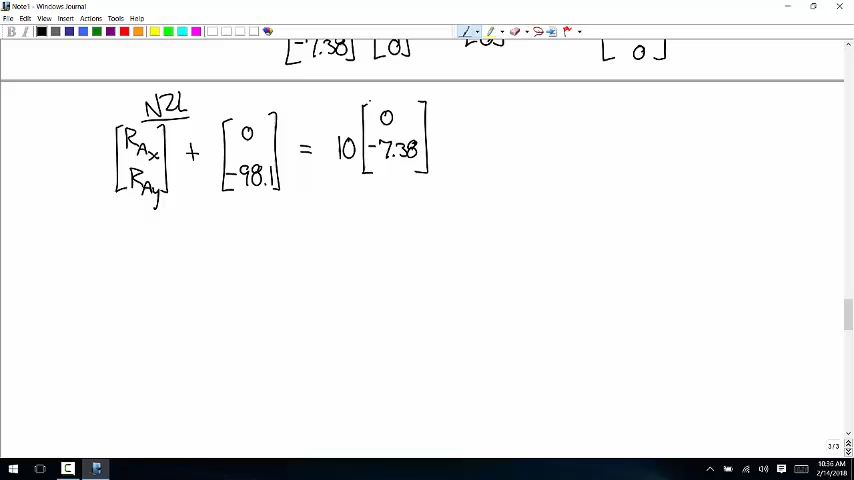 Note1 - Windows Journal
File Edit View Insert Actions Tools Help
B I
[-7.38] [0] [0] [0]
N2L
[R_Ax R_Ay] + [0 -98.1] = 10 [0 -7.38]
3/3
10:36 AM
2/14/2018